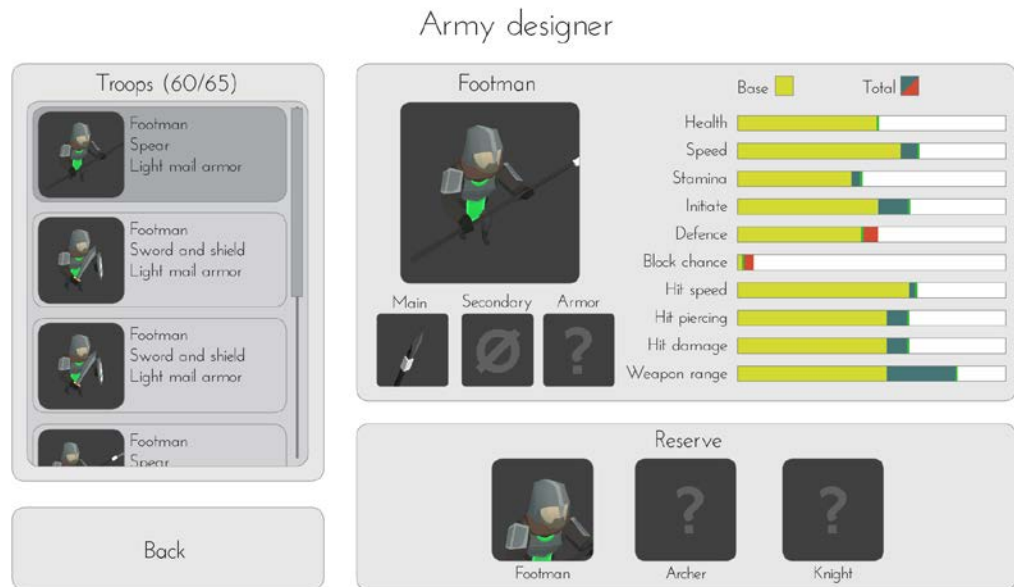 Army designer
Troops (60/65)
Footman
Spear
Light mail armor
Footman
Sword and shield
Light mail armor
Footman
Sword and shield
Light mail armor
Footman
Spear
Back
Footman
Main
Secondary
Armor
?
Base
Total
Health
Speed
Stamina
Initiate
Defence
Block chance
Hit speed
Hit piercing
Hit damage
Weapon range
Reserve
?
?
Footman
Archer
Knight